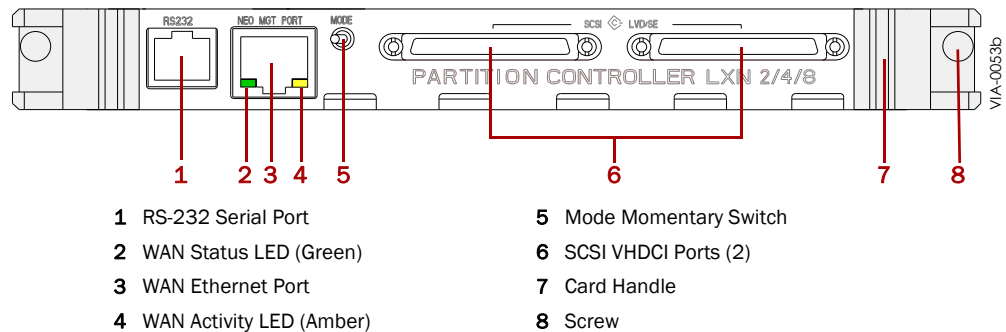 RS232
NEO MGT PORT
MODE
SCSI LVD/SE
PARTITION CONTROLLER LXN 2/4/8
VIA-0053b
1 2 3 4 5 6 7 8
1 RS-232 Serial Port
2 WAN Status LED (Green)
3 WAN Ethernet Port
4 WAN Activity LED (Amber)
5 Mode Momentary Switch
6 SCSI VHDCI Ports (2)
7 Card Handle
8 Screw